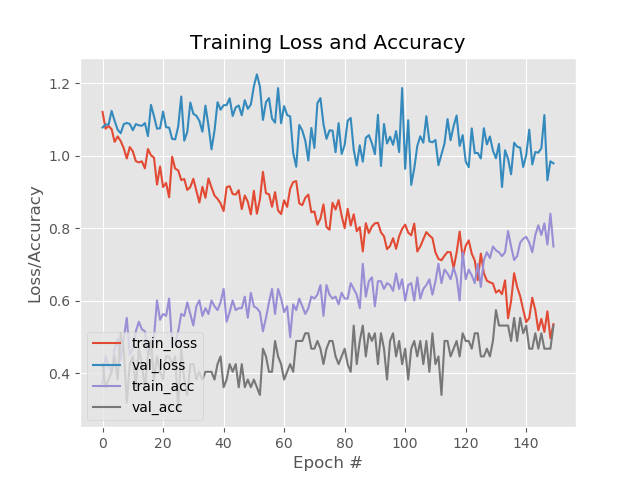 Training Loss and Accuracy
Loss/Accuracy
1.2
1.0
0.8
0.6
0.4
train_loss
val_loss
train_acc
val_acc
0 20 40 60 80 100 120 140
Epoch #